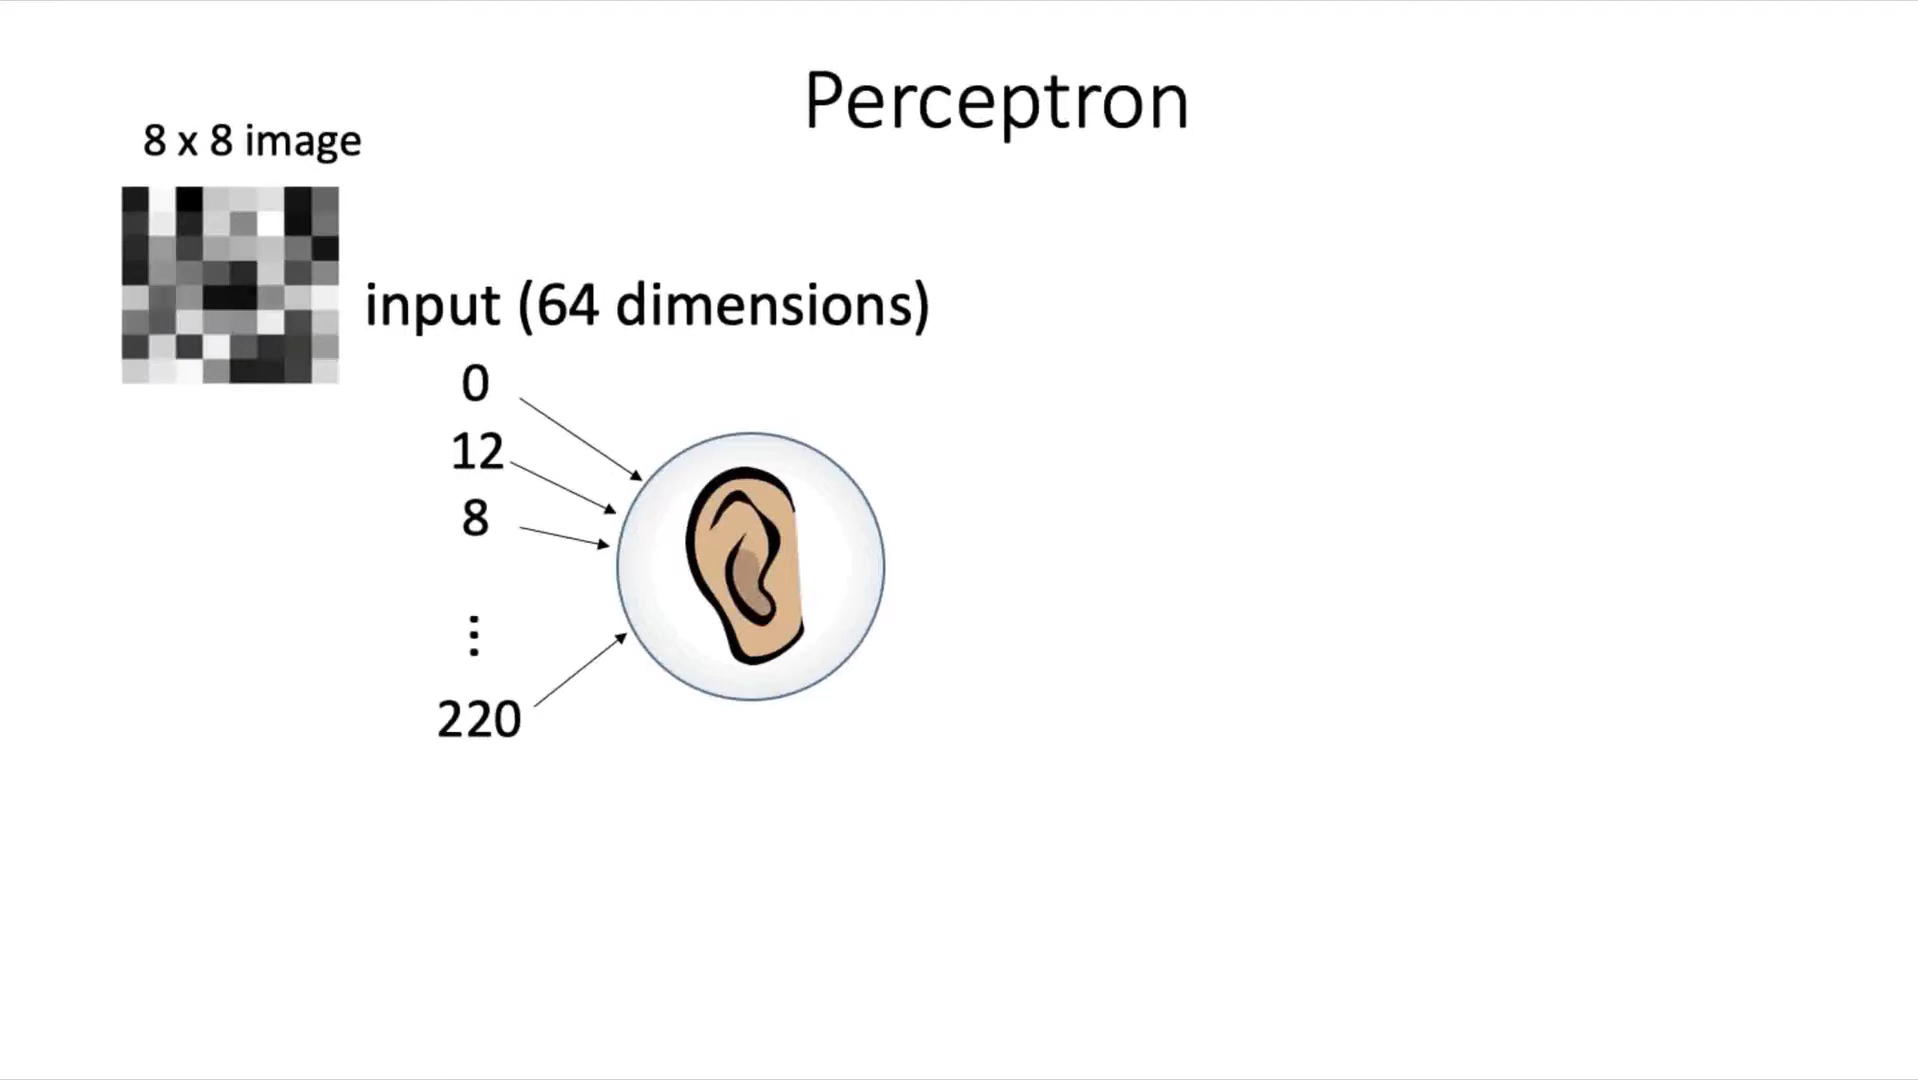 Perceptron
8 x 8 image
input (64 dimensions)
0
12
8
⋮
220